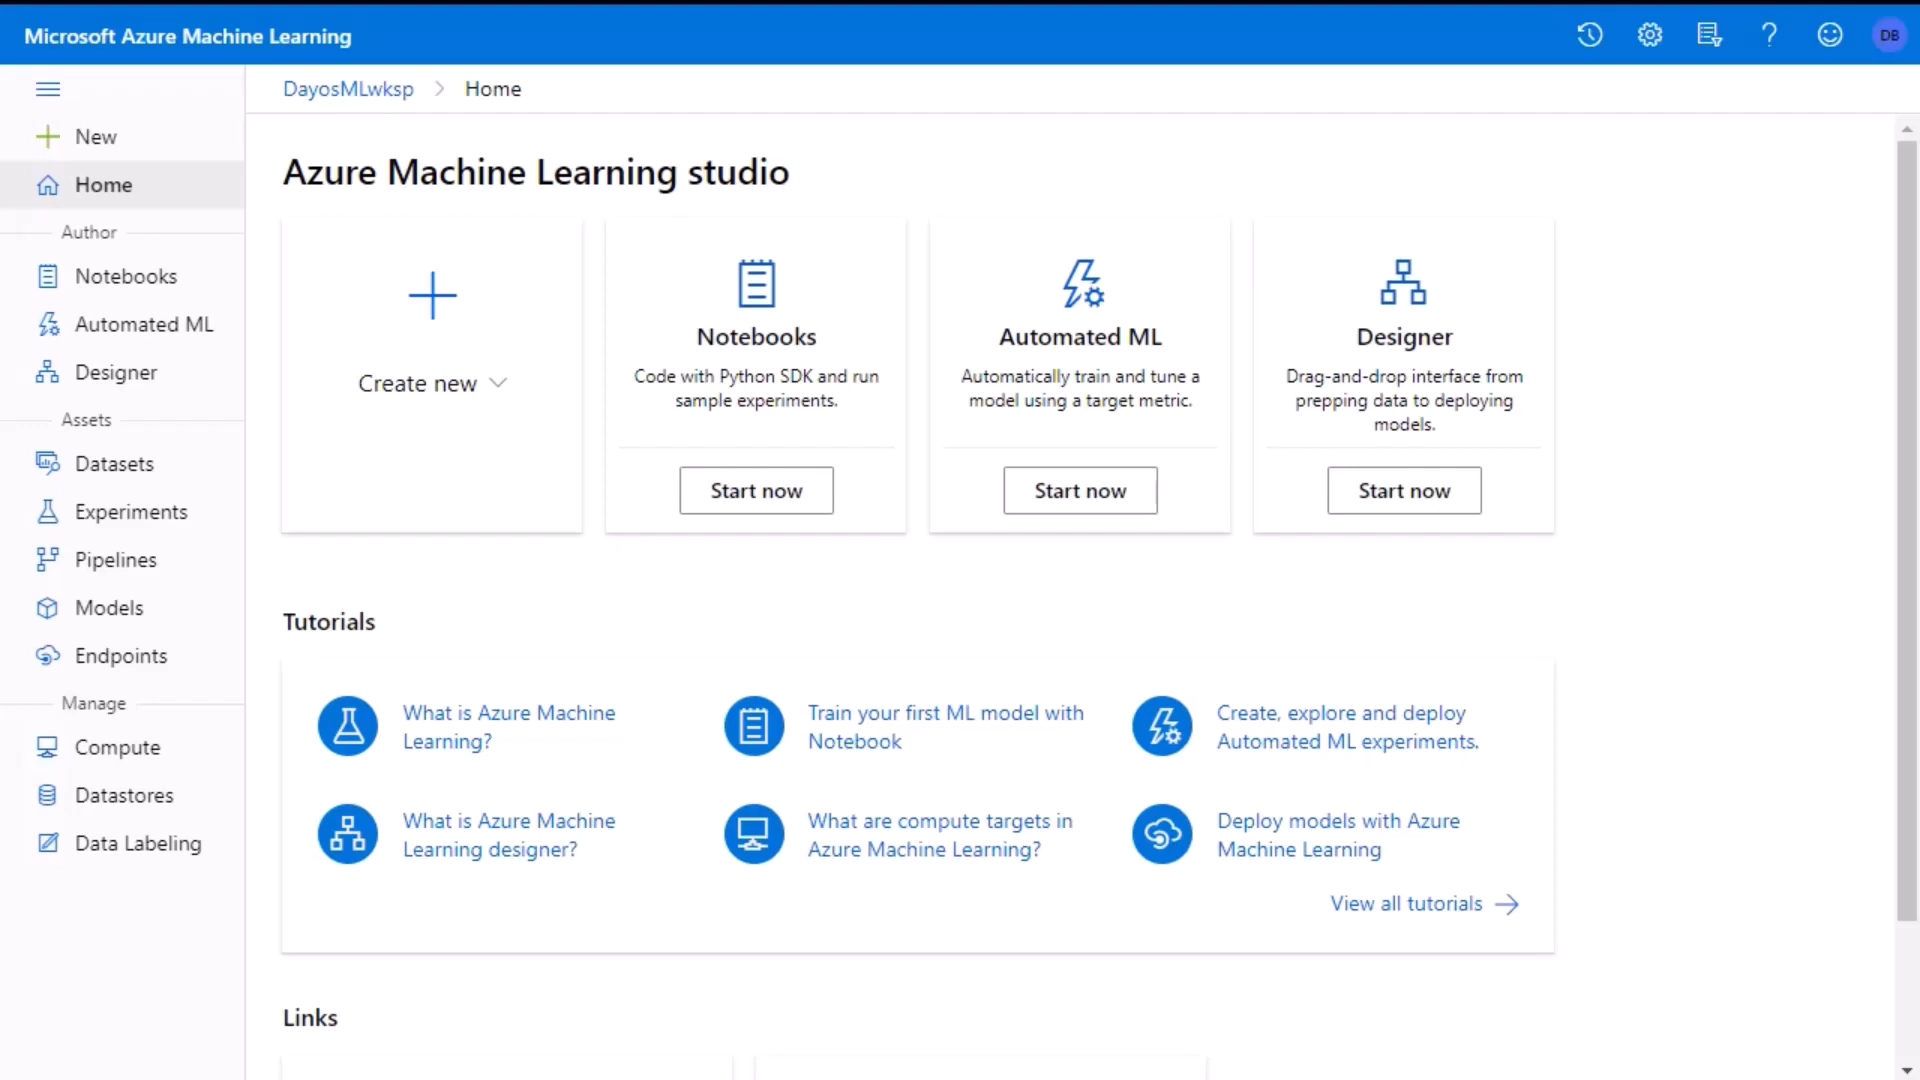 Microsoft Azure Machine Learning
DB
DayosMLwksp > Home
New
Home
Author
Notebooks
Automated ML
Designer
Assets
Datasets
Experiments
Pipelines
Models
Endpoints
Manage
Compute
Datastores
Data Labeling
Azure Machine Learning studio
Create new
Notebooks
Code with Python SDK and run
sample experiments.
Start now
Automated ML
Automatically train and tune a
model using a target metric.
Start now
Designer
Drag-and-drop interface from
prepping data to deploying
models.
Start now
Tutorials
What is Azure Machine
Learning?
Train your first ML model with
Notebook
Create, explore and deploy
Automated ML experiments.
What is Azure Machine
Learning designer?
What are compute targets in
Azure Machine Learning?
Deploy models with Azure
Machine Learning
View all tutorials
Links